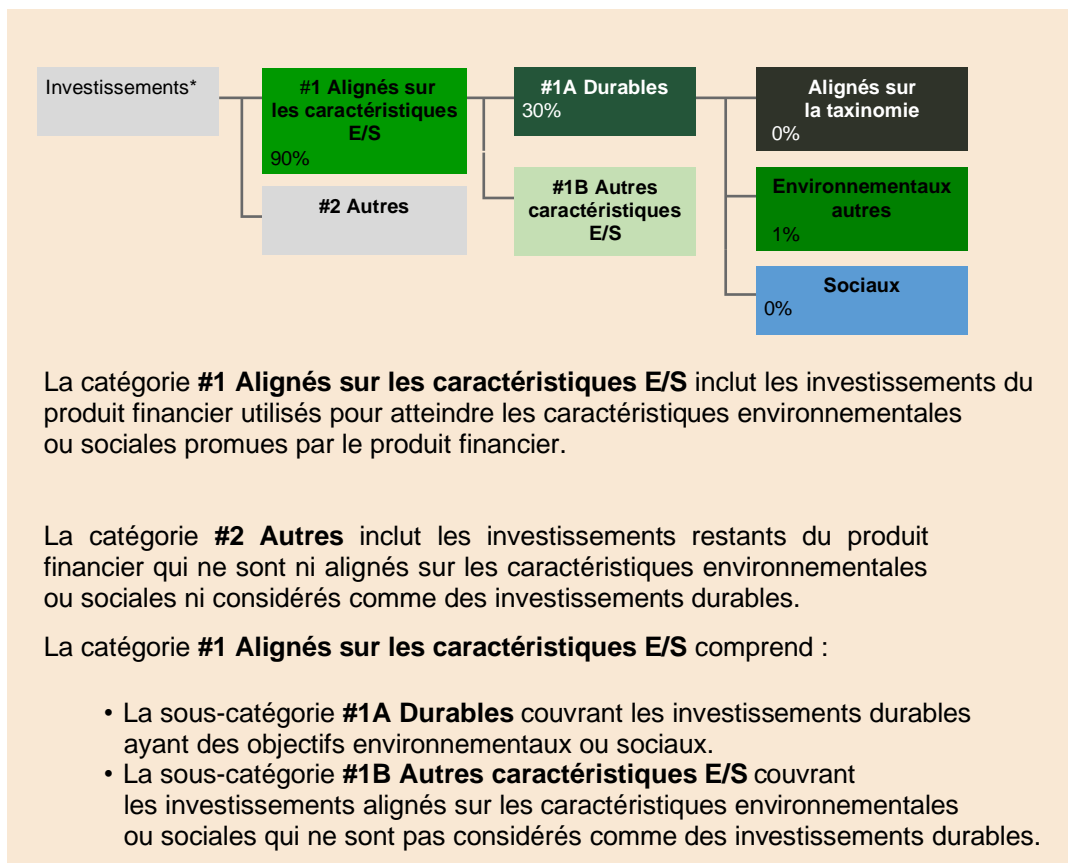 Investissements*
#1 Alignés sur
les caractéristiques
E/S
90%
#2 Autres
#1A Durables
30%
#1B Autres
caractéristiques
E/S
Alignés sur
la taxinomie
0%
Environnementaux
autres
1%
Sociaux
0%
La catégorie #1 Alignés sur les caractéristiques E/S inclut les investissements du
produit financier utilisés pour atteindre les caractéristiques environnementales
ou sociales promues par le produit financier.
La catégorie #2 Autres inclut les investissements restants du produit
financier qui ne sont ni alignés sur les caractéristiques environnementales
ou sociales ni considérés comme des investissements durables.
La catégorie #1 Alignés sur les caractéristiques E/S comprend :
• La sous-catégorie #1A Durables couvrant les investissements durables
ayant des objectifs environnementaux ou sociaux.
• La sous-catégorie #1B Autres caractéristiques E/S couvrant
les investissements alignés sur les caractéristiques environnementales
ou sociales qui ne sont pas considérés comme des investissements durables.